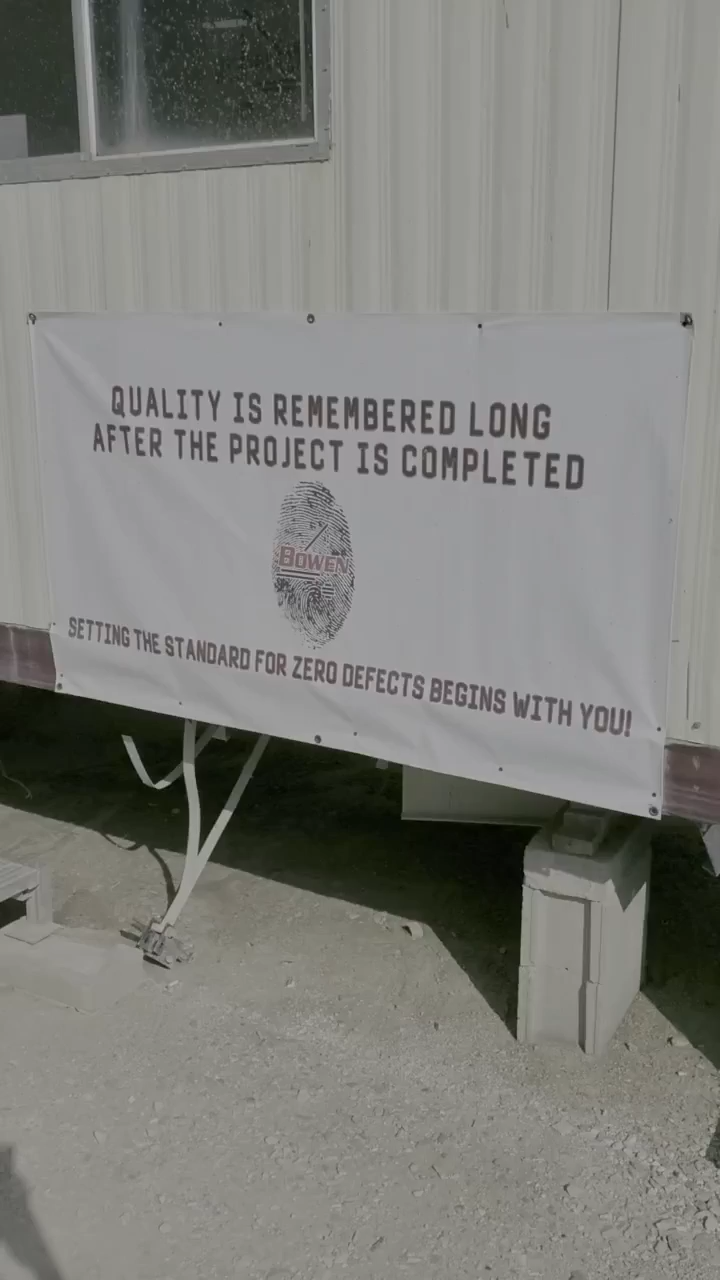 QUALITY IS REMEMBERED LONG
AFTER THE PROJECT IS COMPLETED
BOWEN
SETTING THE STANDARD FOR ZERO DEFECTS BEGINS WITH YOU!